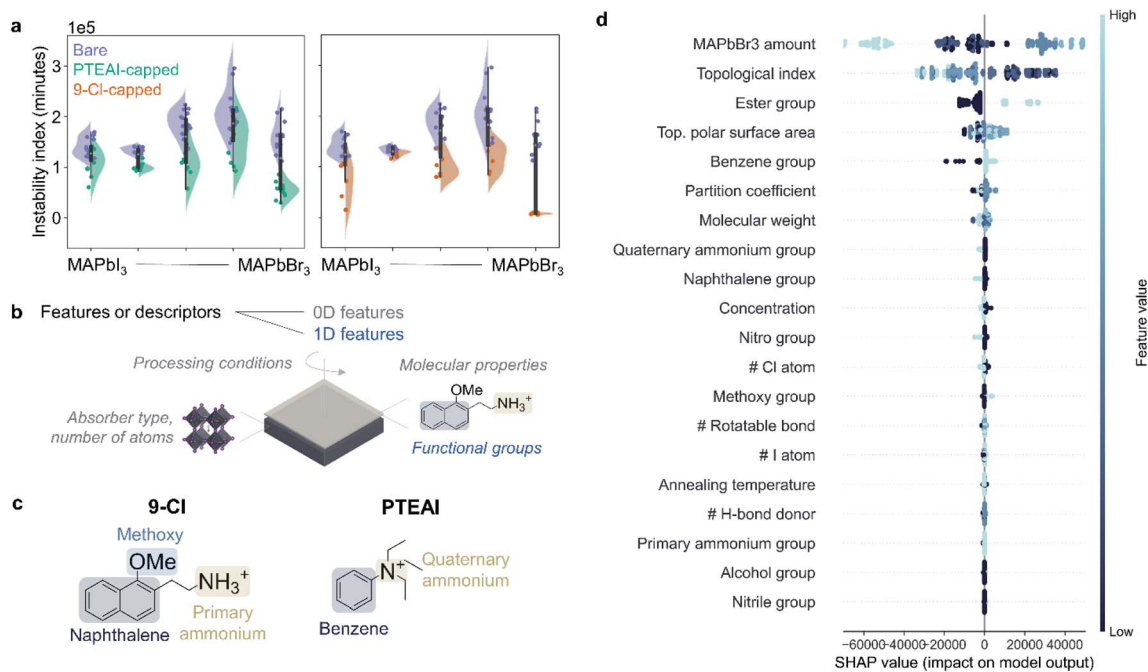 a
1e5
Bare
PTEAI-capped
9-Cl-capped
Instability index (minutes)
3
2
1
0
MAPbI3
MAPbBr3
MAPbI3
MAPbBr3
b
Features or descriptors
0D features
1D features
Processing conditions
Molecular properties
Absorber type,
number of atoms
OMe
NH3+
Functional groups
c
9-Cl
PTEAI
Methoxy
OMe
NH3+
Naphthalene
Primary
ammonium
N+
Quaternary
ammonium
Benzene
d
High
MAPbBr3 amount
Topological index
Ester group
Top. polar surface area
Benzene group
Partition coefficient
Molecular weight
Quaternary ammonium group
Naphthalene group
Concentration
Nitro group
# Cl atom
Methoxy group
# Rotatable bond
# I atom
Annealing temperature
# H-bond donor
Primary ammonium group
Alcohol group
Nitrile group
Feature value
Low
−60000 −40000 −20000 0 20000 40000
SHAP value (impact on model output)